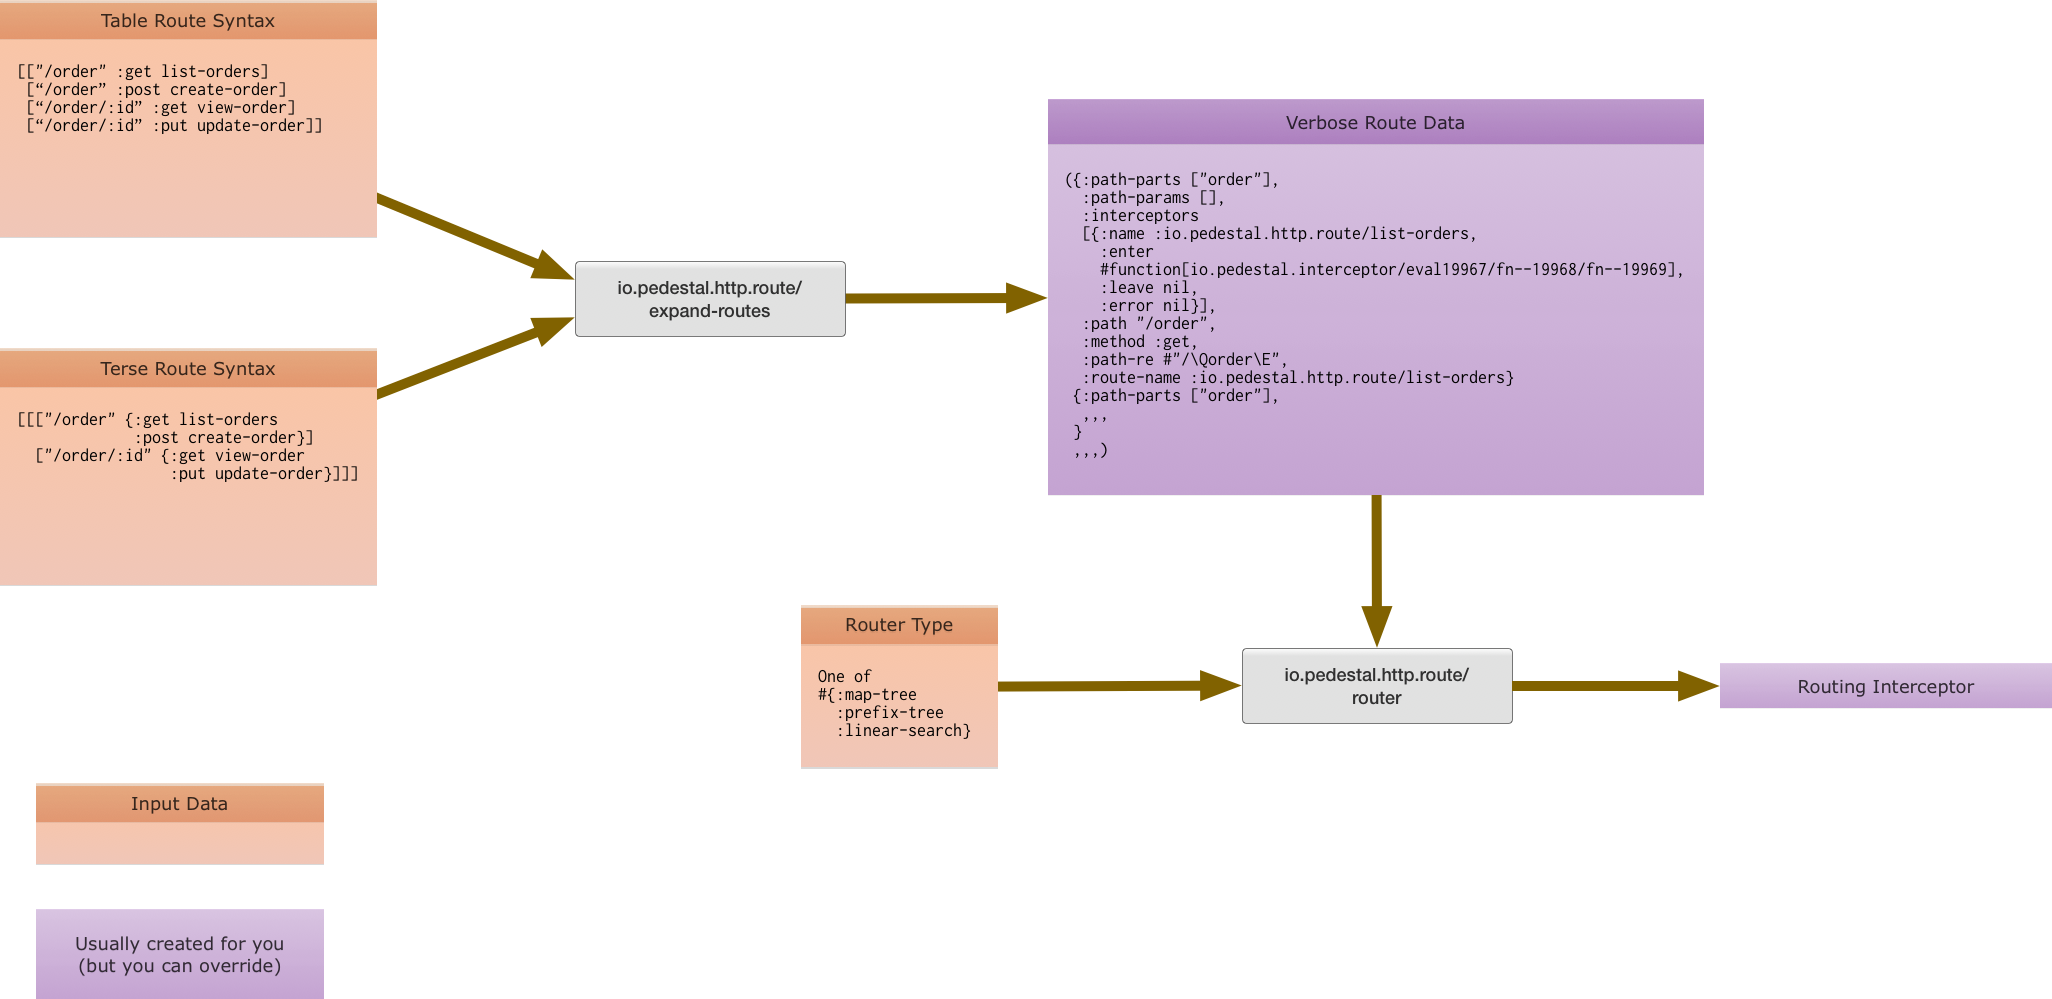 Table Route Syntax
[["/order" :get list-orders]
 [“/order” :post create-order]
 [“/order/:id” :get view-order]
 [“/order/:id” :put update-order]]
Terse Route Syntax
[[["/order" {:get list-orders
             :post create-order}]
  ["/order/:id" {:get view-order
                 :put update-order}]]]
io.pedestal.http.route/
expand-routes
Verbose Route Data
({:path-parts ["order"],
  :path-params [],
  :interceptors
  [{:name :io.pedestal.http.route/list-orders,
    :enter
    #function[io.pedestal.interceptor/eval19967/fn--19968/fn--19969],
    :leave nil,
    :error nil}],
  :path "/order",
  :method :get,
  :path-re #"/\Qorder\E",
  :route-name :io.pedestal.http.route/list-orders}
 {:path-parts ["order"],
  ,,,
 }
 ,,,)
Router Type
One of
#{:map-tree
  :prefix-tree
  :linear-search}
io.pedestal.http.route/
router
Routing Interceptor
Input Data
Usually created for you
(but you can override)